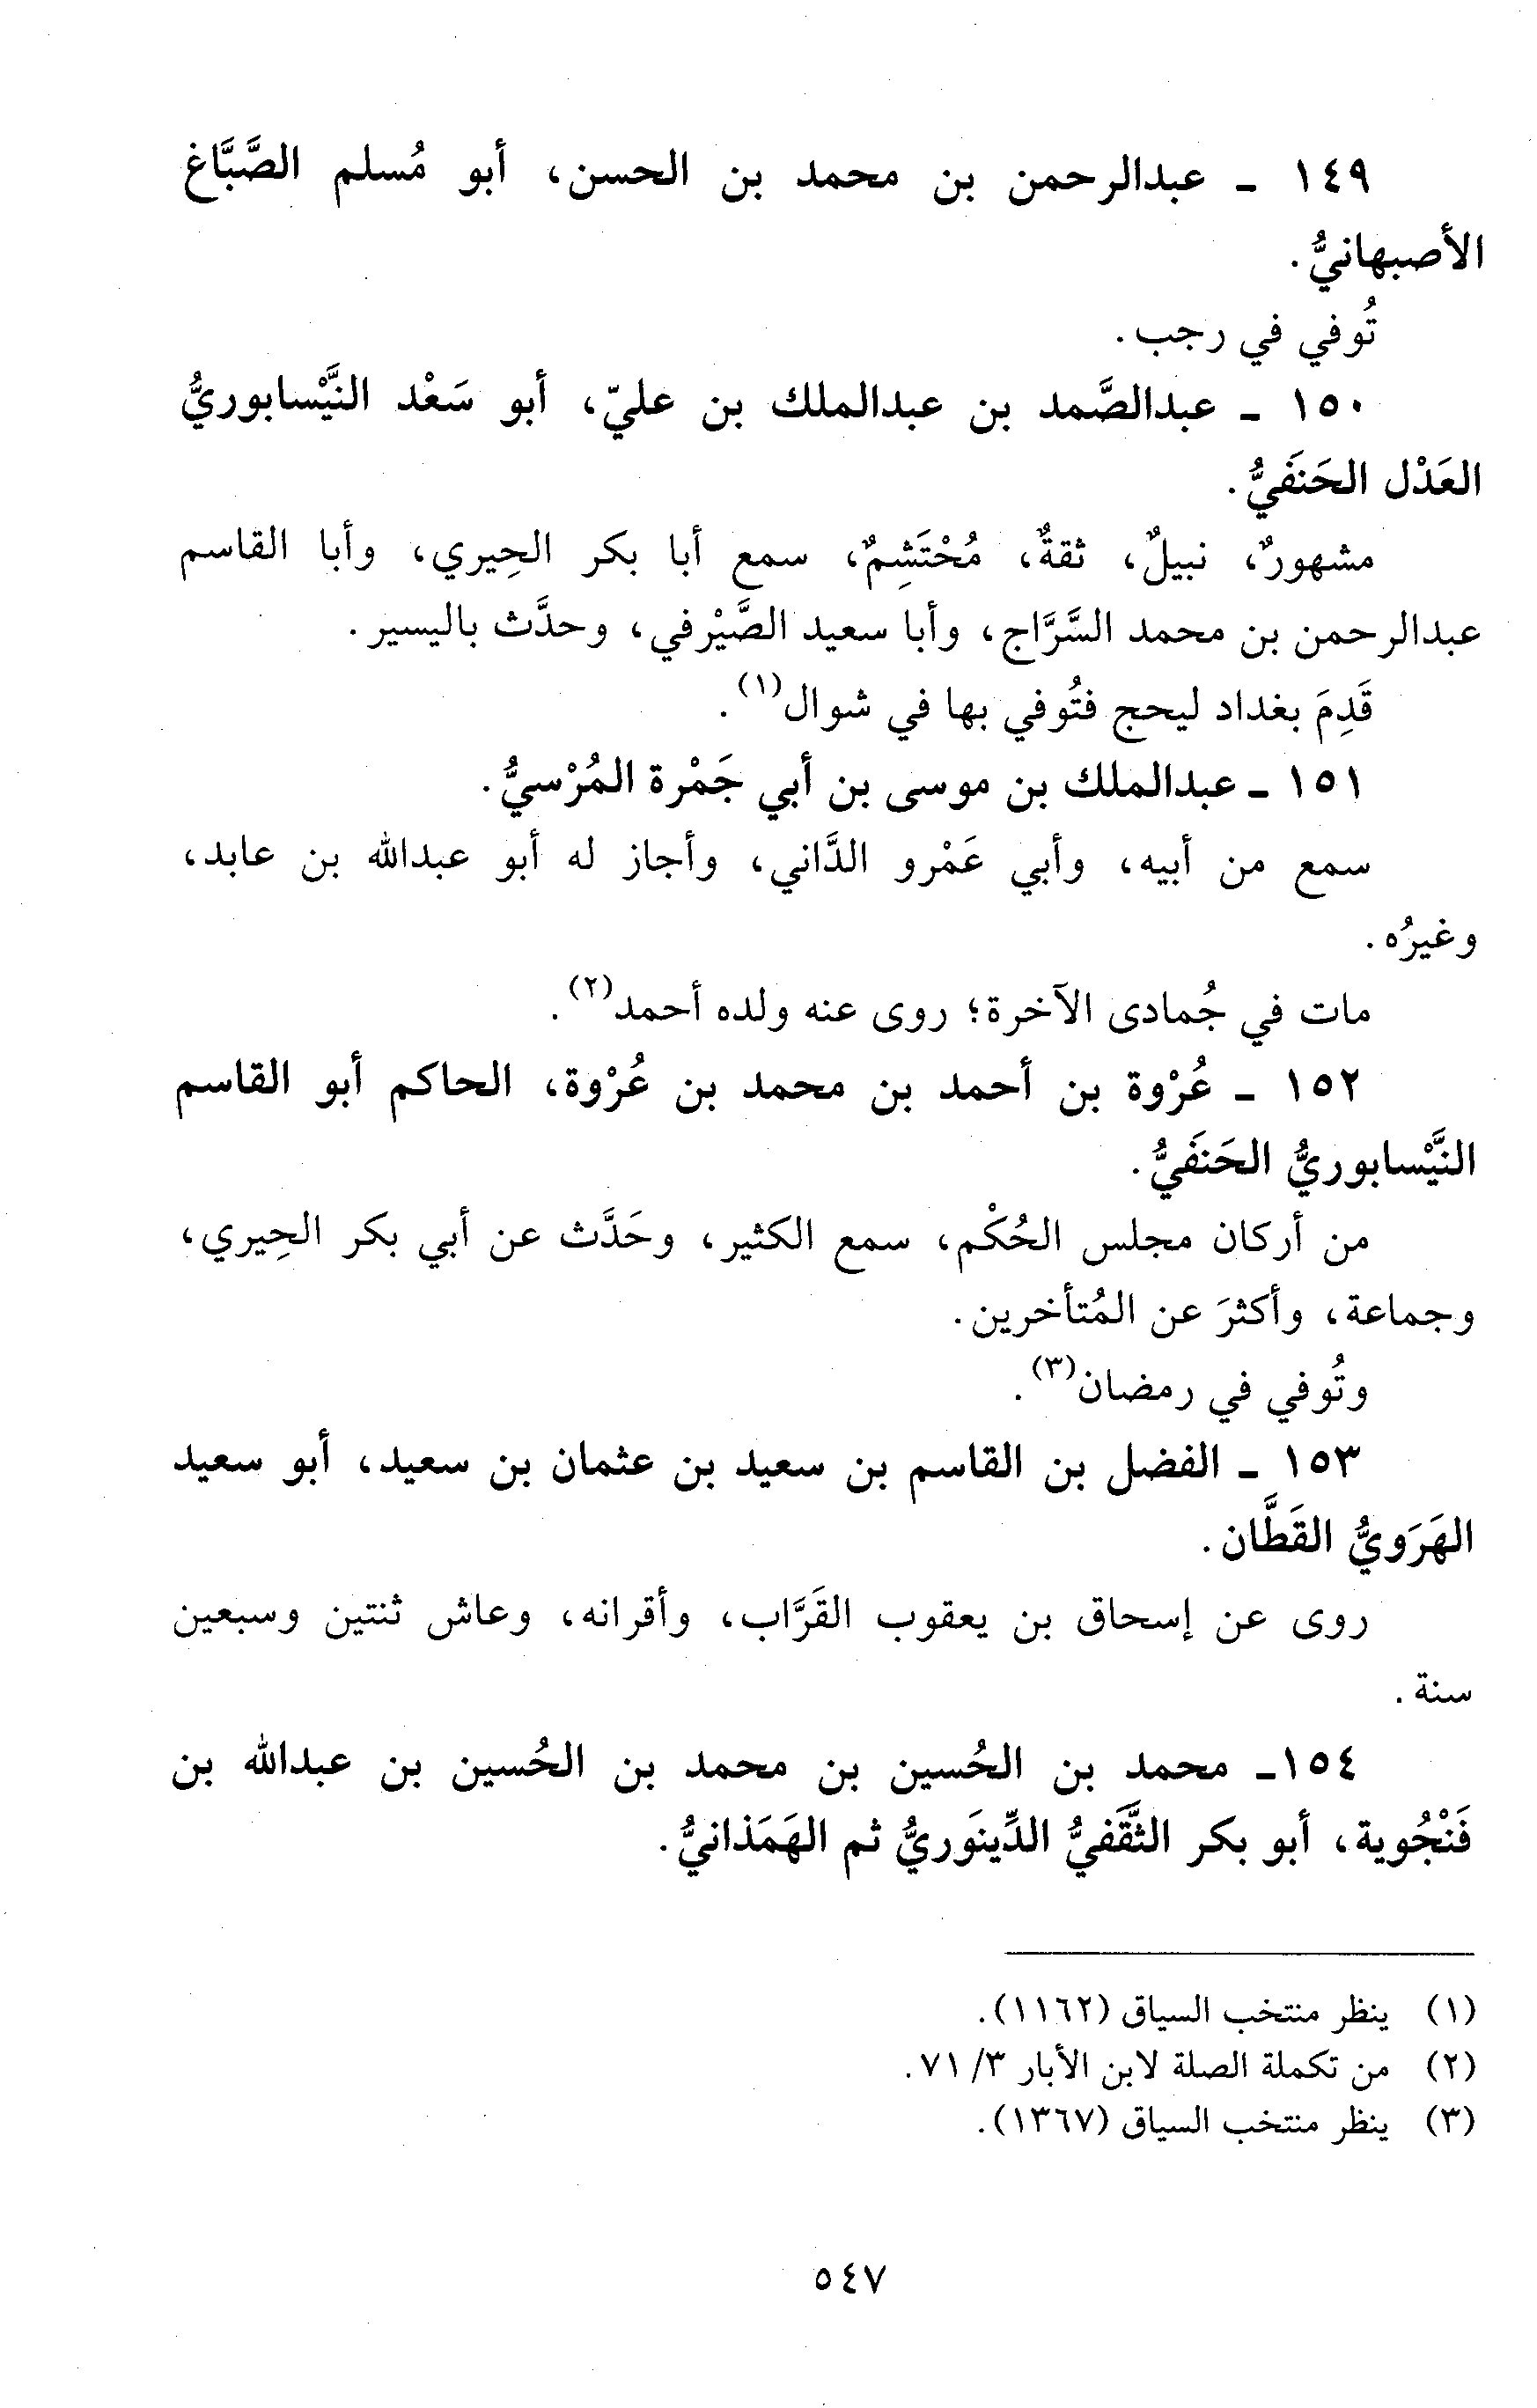 ١٤٩ ـ عبدالرحمن بن محمد بن الحسن، أبو مُسلم الصَّبَّاغ
الأصبهانيُّ.
تُوفي في رجب.
١٥٠ ـ عبدالصَّمد بن عبدالملك بن عليّ، أبو سَعْد النَّيْسابوريُّ
العَدْل الحَنَفيُّ.
مشهورٌ، نبيلٌ، ثقةٌ، مُحْتَشِمٌ، سمع أبا بكر الحِيري، وأبا القاسم
عبدالرحمن بن محمد السَّرَّاج، وأبا سعيد الصَّيْرفي، وحدَّث باليسير.
قَدِمَ بغداد ليحج فتُوفي بها في شوال(١).
١٥١ ـ عبدالملك بن موسى بن أبي جَمْرة المُرْسيُّ.
سمع من أبيه، وأبي عَمْرو الدَّاني، وأجاز له أبو عبدالله بن عابد،
وغيرُه.
مات في جُمادى الآخرة؛ روى عنه ولده أحمد(٢).
١٥٢ ـ عُرْوة بن أحمد بن محمد بن عُرْوة، الحاكم أبو القاسم
النَّيْسابوريُّ الحَنَفيُّ.
من أركان مجلس الحُكْم، سمع الكثير، وحَدَّث عن أبي بكر الحِيري،
وجماعة، وأكثرَ عن المُتأخرين.
وتُوفي في رمضان(٣).
١٥٣ ـ الفضل بن القاسم بن سعيد بن عثمان بن سعيد، أبو سعيد
الهَرَويُّ القَطَّان.
روى عن إسحاق بن يعقوب القَرَّاب، وأقرانه، وعاش ثنتين وسبعين
سنة.
١٥٤ـ محمد بن الحُسين بن محمد بن الحُسين بن عبدالله بن
فَنْجُوية، أبو بكر الثَّقَفيُّ الدِّينَوريُّ ثم الهَمَذانيُّ.
(١) ينظر منتخب السياق (١١٦٢).
(٢) من تكملة الصلة لابن الأبار ٣/ ٧١.
(٣) ينظر منتخب السياق (١٣٦٧).
٥٤٧